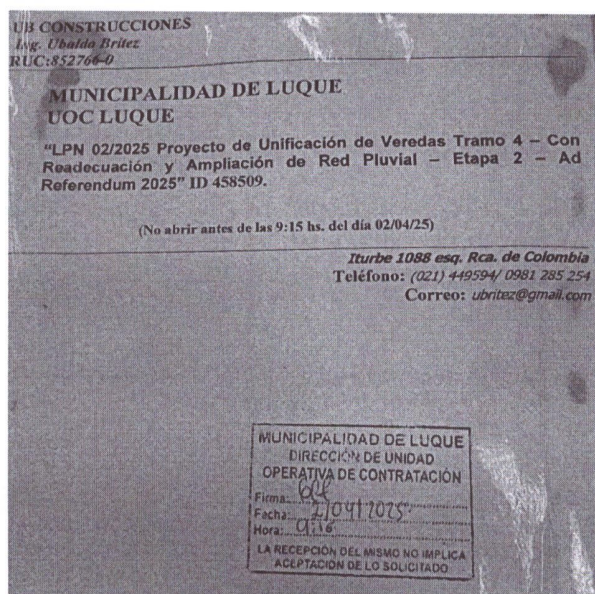 UB CONSTRUCCIONES
Ing. Ubaldo Britez
RUC:852766-0
MUNICIPALIDAD DE LUQUE
UOC LUQUE
“LPN 02/2025 Proyecto de Unificación de Veredas Tramo 4 – Con
Readecuación y Ampliación de Red Pluvial – Etapa 2 – Ad
Referendum 2025” ID 458509.
(No abrir antes de las 9:15 hs. del día 02/04/25)
Iturbe 1088 esq. Rca. de Colombia
Teléfono: (021) 449594/ 0981 285 254
Correo: ubritez@gmail.com
MUNICIPALIDAD DE LUQUE
DIRECCIÓN DE UNIDAD
OPERATIVA DE CONTRATACIÓN
Firma:
Facha: 2/04/2025
Hora: 9:16
LA RECEPCIÓN DEL MISMO NO IMPLICA
ACEPTACIÓN DE LO SOLICITADO